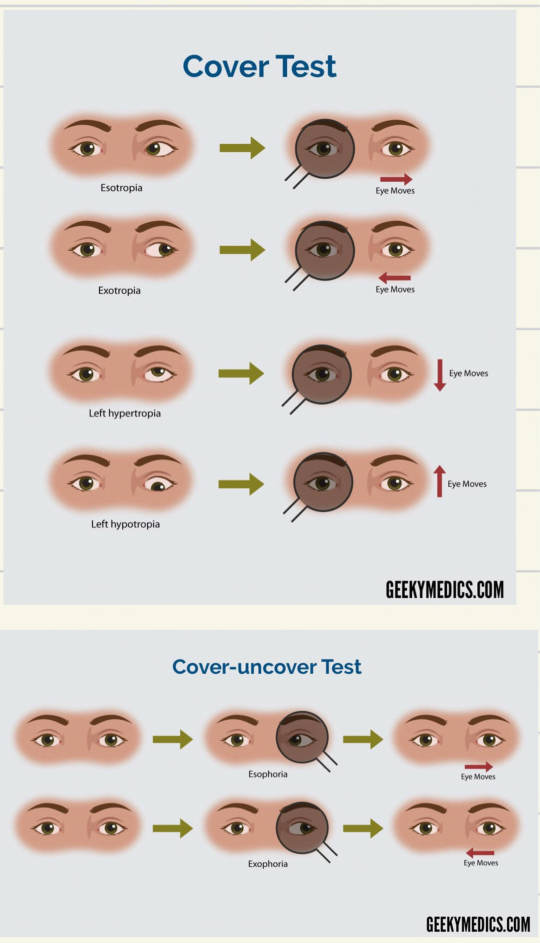 Cover Test
Esotropia
Eye Moves
Exotropia
Eye Moves
Left hypertropia
Eye Moves
Left hypotropia
Eye Moves
GEEKYMEDICS.COM
Cover-uncover Test
Esophoria
Eye Moves
Exophoria
Eye Moves
GEEKYMEDICS.COM